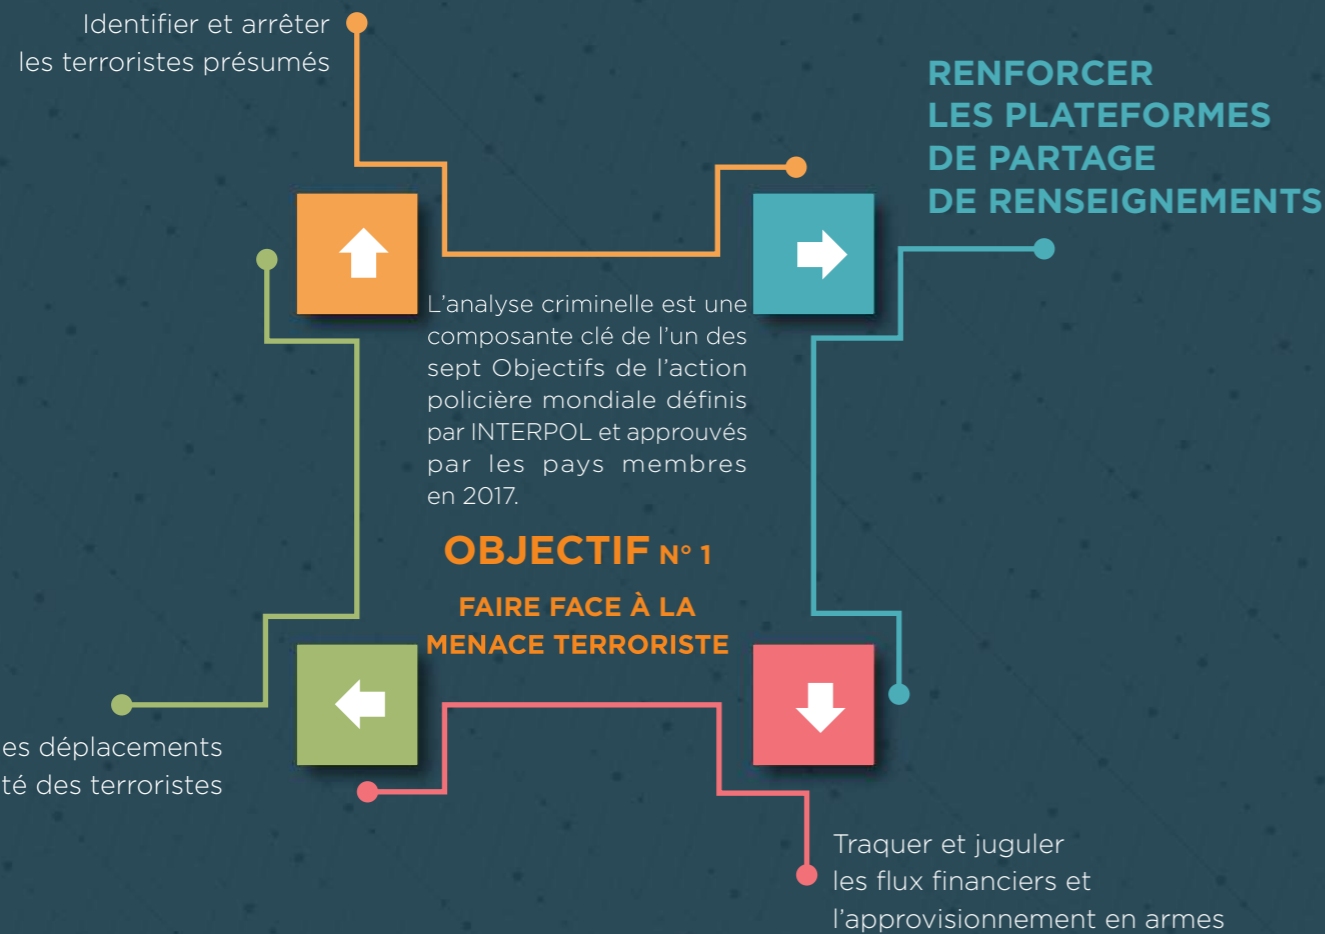 Identifier et arrêter
les terroristes présumés
RENFORCER
LES PLATEFORMES
DE PARTAGE
DE RENSEIGNEMENTS
L’analyse criminelle est une
composante clé de l’un des
sept Objectifs de l’action
policière mondiale définis
par INTERPOL et approuvés
par les pays membres
en 2017.
OBJECTIF N° 1
FAIRE FACE À LA
MENACE TERRORISTE
déplacements
des terroristes
Traquer et juguler
les flux financiers et
l’approvisionnement en armes